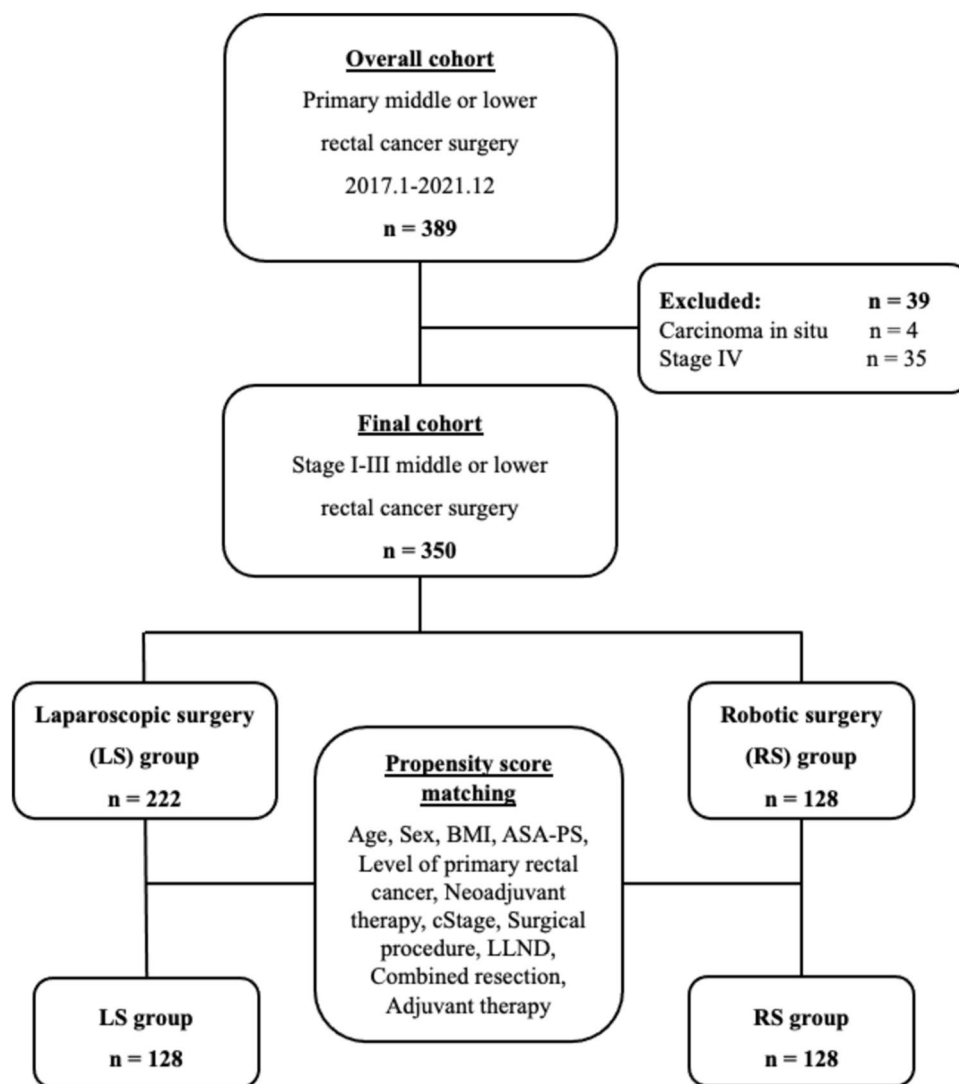 Overall cohort
Primary middle or lower
rectal cancer surgery
2017.1-2021.12
n = 389
Excluded: n = 39
Carcinoma in situ n = 4
Stage IV n = 35
Final cohort
Stage I-III middle or lower
rectal cancer surgery
n = 350
Laparoscopic surgery
(LS) group
n = 222
Robotic surgery
(RS) group
n = 128
Propensity score
matching
Age, Sex, BMI, ASA-PS,
Level of primary rectal
cancer, Neoadjuvant
therapy, cStage, Surgical
procedure, LLND,
Combined resection,
Adjuvant therapy
LS group
n = 128
RS group
n = 128